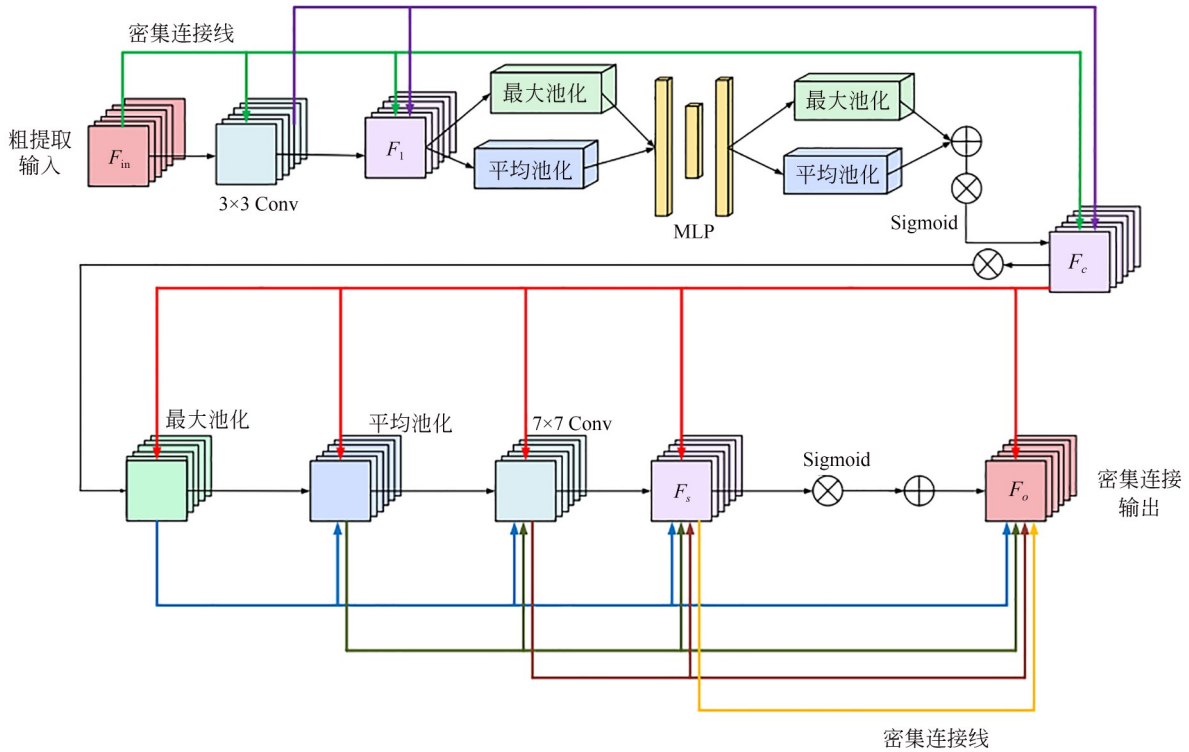 密集连接线
粗提取
输入
F_in
3×3 Conv
F_1
最大池化
平均池化
MLP
最大池化
平均池化
Sigmoid
F_c
最大池化
平均池化
7×7 Conv
F_s
Sigmoid
F_o
密集连接
输出
密集连接线